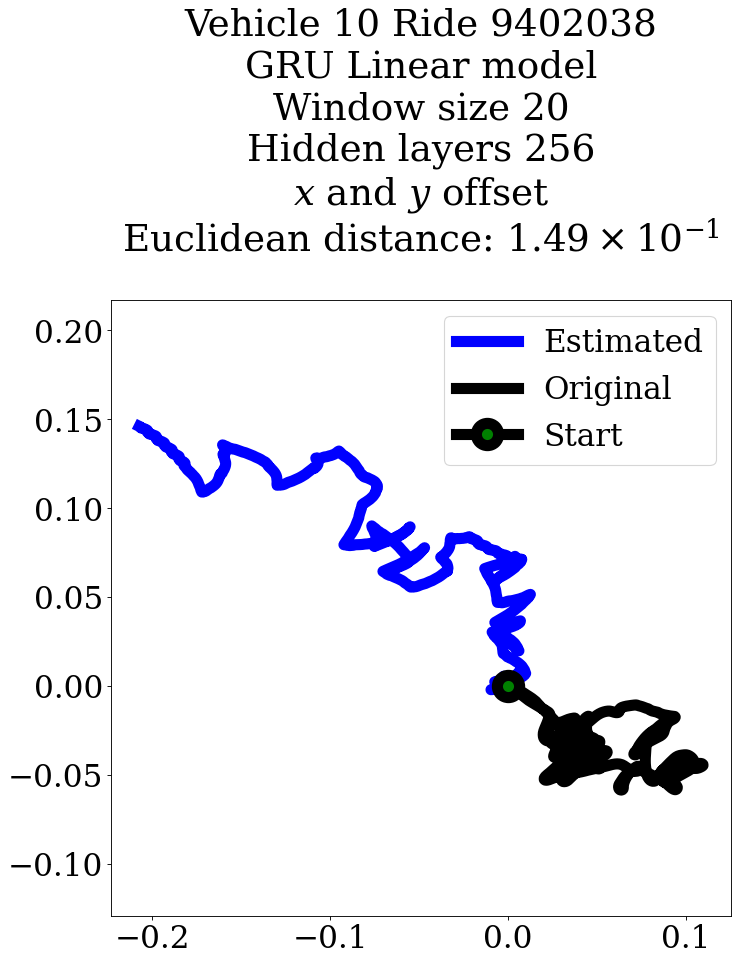 Vehicle 10 Ride 9402038
GRU Linear model
Window size 20
Hidden layers 256
x and y offset
Euclidean distance: 1.49 × 10⁻¹
Estimated
Original
Start
0.20
0.15
0.10
0.05
0.00
−0.05
−0.10
−0.2 −0.1 0.0 0.1